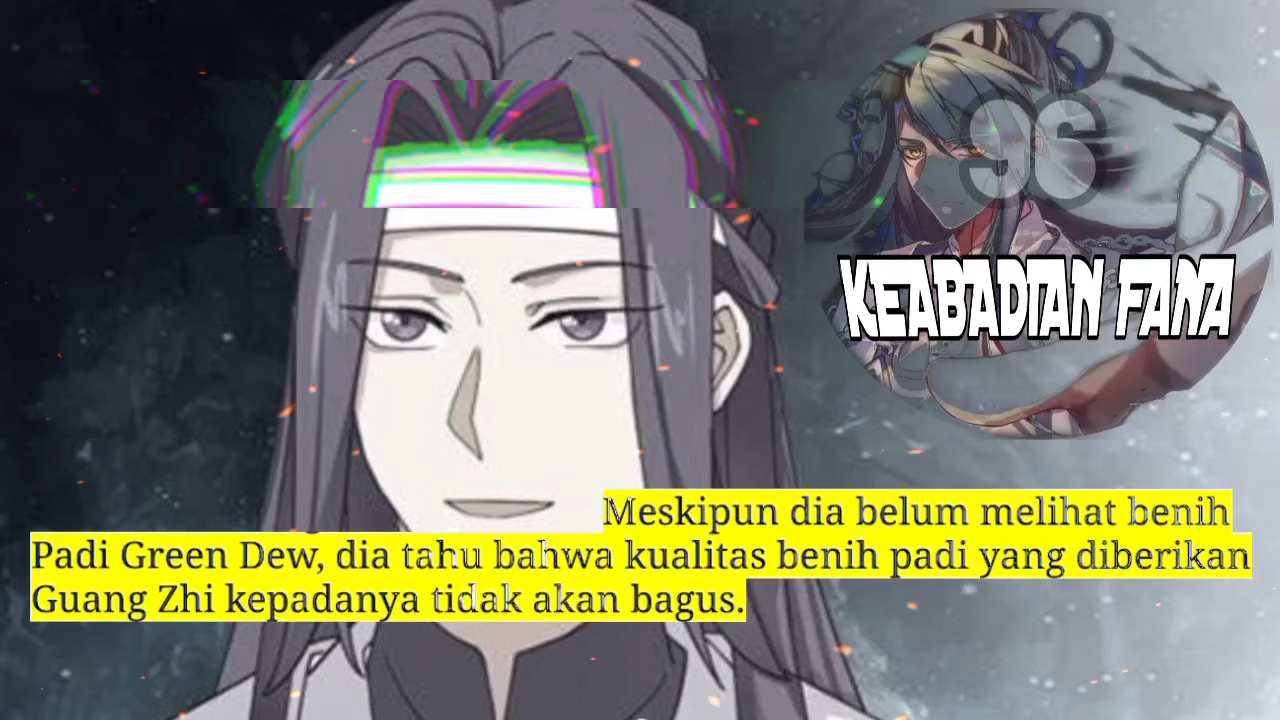 96
KEABADIAN FANA
Meskipun dia belum melihat benih
Padi Green Dew, dia tahu bahwa kualitas benih padi yang diberikan
Guang Zhi kepadanya tidak akan bagus.